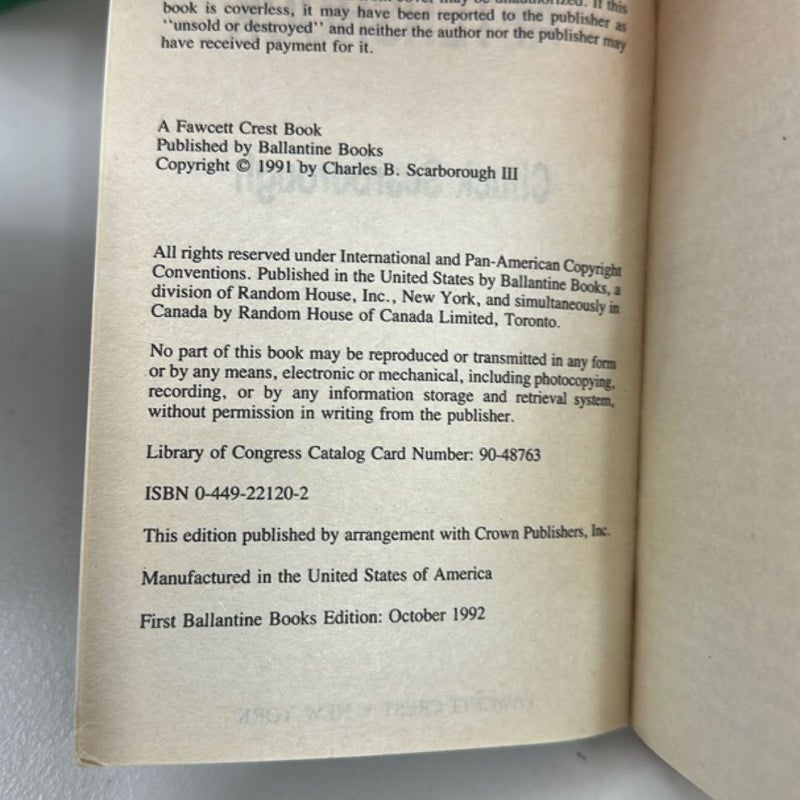 book is coverless, it may have been reported to the publisher as
"unsold or destroyed" and neither the author nor the publisher may
have received payment for it.
A Fawcett Crest Book
Published by Ballantine Books
Copyright © 1991 by Charles B. Scarborough III
All rights reserved under International and Pan-American Copyright
Conventions. Published in the United States by Ballantine Books, a
division of Random House, Inc., New York, and simultaneously in
Canada by Random House of Canada Limited, Toronto.
No part of this book may be reproduced or transmitted in any form
or by any means, electronic or mechanical, including photocopying,
recording, or by any information storage and retrieval system,
without permission in writing from the publisher.
Library of Congress Catalog Card Number: 90-48763
ISBN 0-449-22120-2
This edition published by arrangement with Crown Publishers, Inc.
Manufactured in the United States of America
First Ballantine Books Edition: October 1992